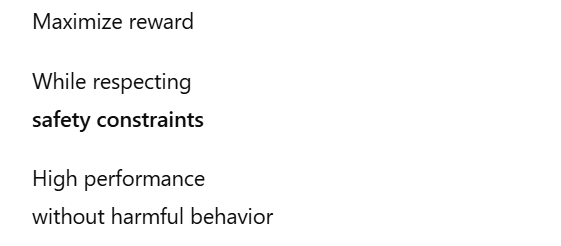 Maximize reward
While respecting
safety constraints
High performance
without harmful behavior